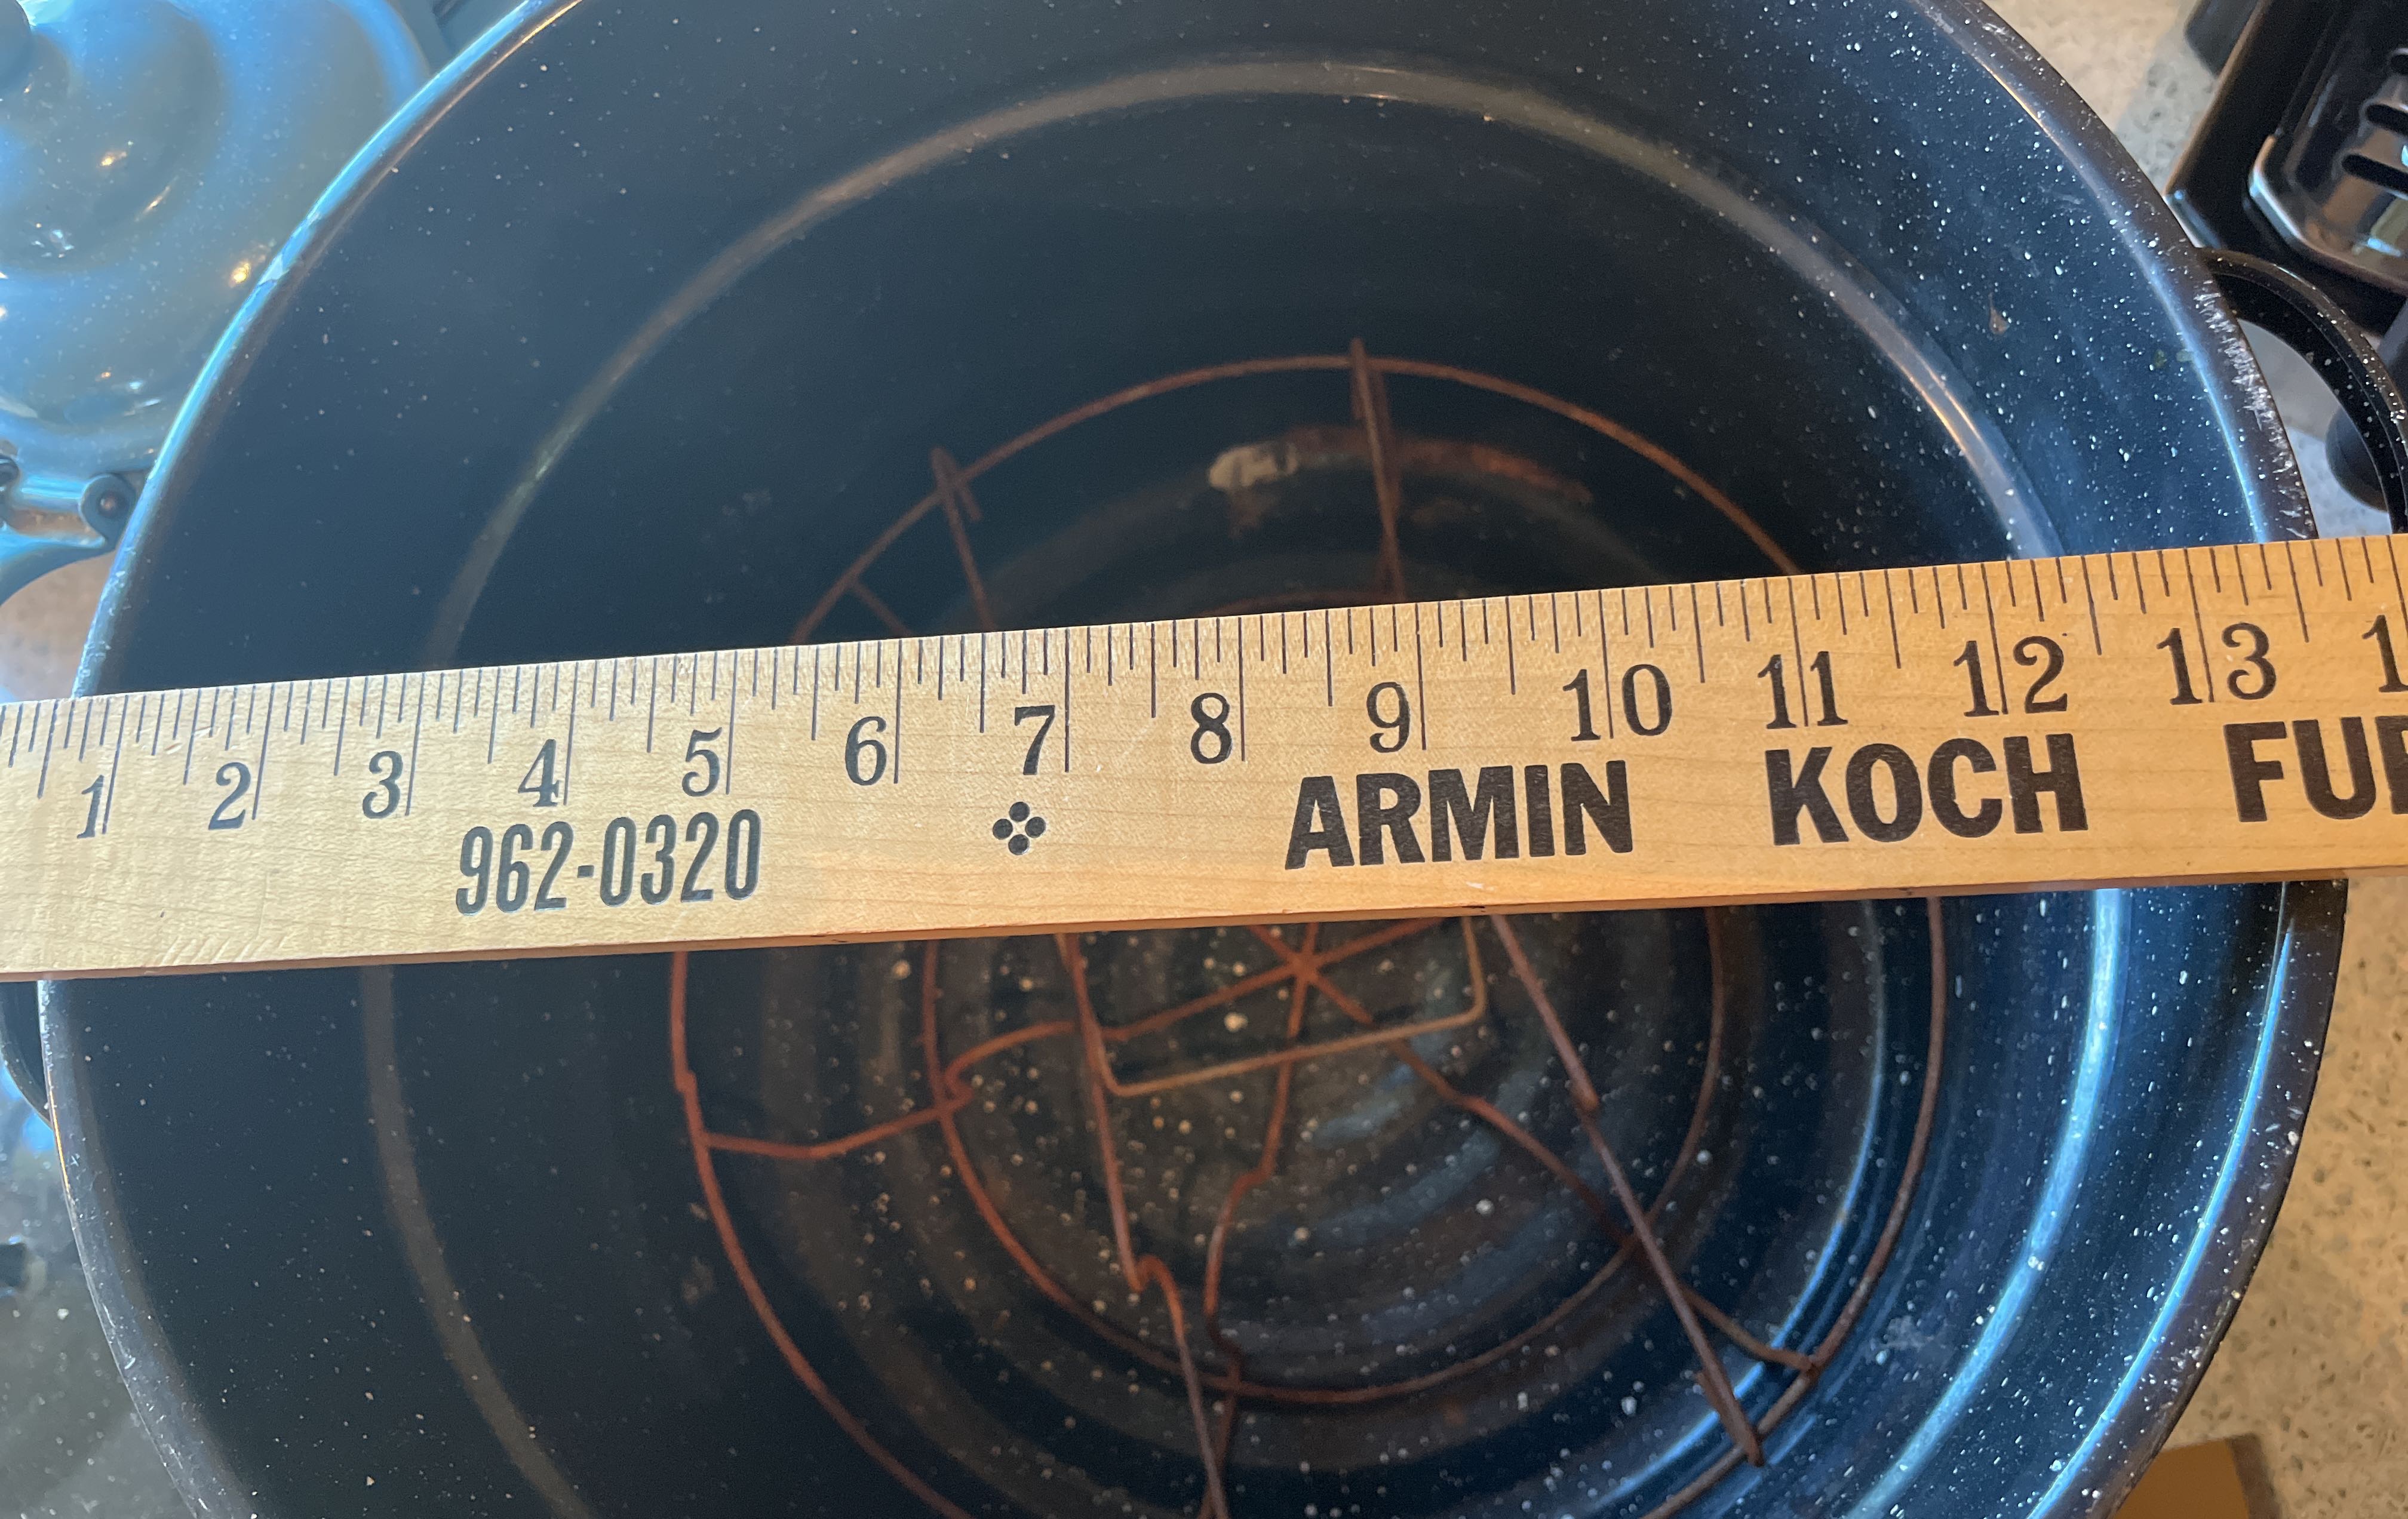 1 2 3 4 5 6 7 8 9 10 11 12 13
962-0320 ARMIN KOCH